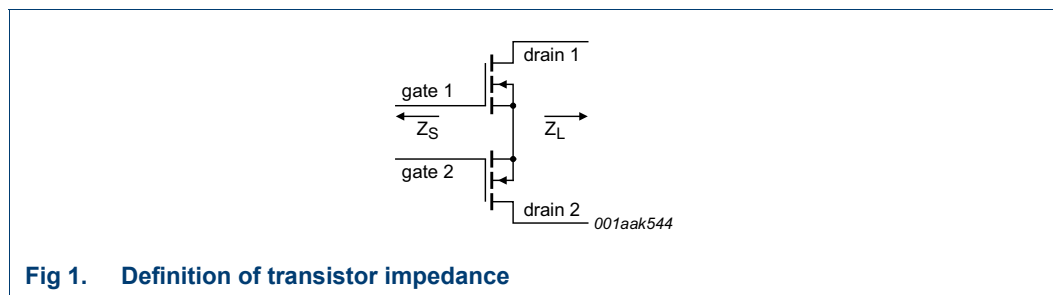 drain 1
gate 1
Z_S
Z_L
gate 2
drain 2
001aak544
Fig 1. Definition of transistor impedance